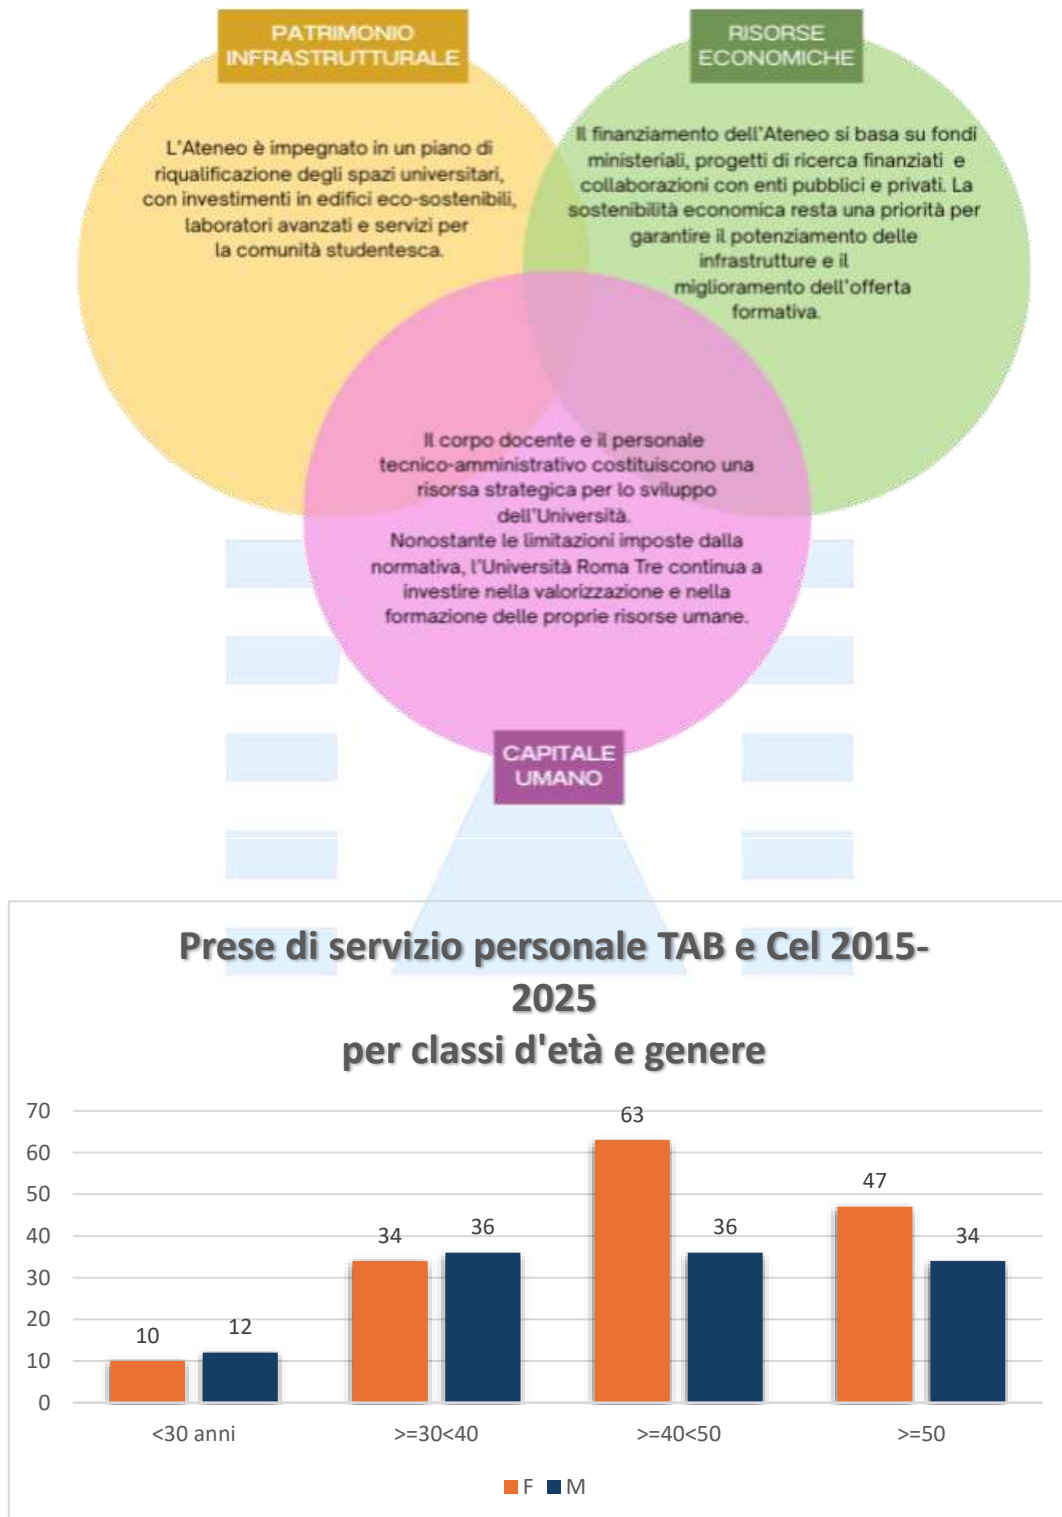 PATRIMONIO
INFRASTRUTTURALE
L'Ateneo è impegnato in un piano di
riqualificazione degli spazi universitari,
con investimenti in edifici eco-sostenibili,
laboratori avanzati e servizi per
la comunità studentesca.
RISORSE
ECONOMICHE
Il finanziamento dell'Ateneo si basa su fondi
ministeriali, progetti di ricerca finanziati e
collaborazioni con enti pubblici e privati. La
sostenibilità economica resta una priorità per
garantire il potenziamento delle
infrastrutture e il
miglioramento dell'offerta
formativa.
Il corpo docente e il personale
tecnico-amministrativo costituiscono una
risorsa strategica per lo sviluppo
dell'Università.
Nonostante le limitazioni imposte dalla
normativa, l'Università Roma Tre continua a
investire nella valorizzazione e nella
formazione delle proprie risorse umane.
CAPITALE
UMANO
Prese di servizio personale TAB e Cel 2015-
2025
per classi d'età e genere
70
60
50
40
30
20
10
0
10
12
34
36
63
36
47
34
<30 anni
>=30<40
>=40<50
>=50
F M